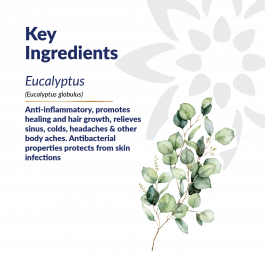 Key
Ingredients
Eucalyptus
(Eucalyptus globulus)
Anti-inflammatory, promotes
healing and hair growth, relieves
sinus, colds, headaches & other
body aches. Antibacterial
properties protects from skin
infections